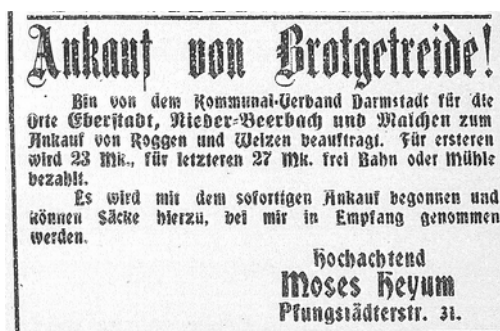 Ankauf von Brotgetreide!
Bin von dem Kommunal-Verband Darmstadt für die
Orte Eberstadt, Nieder-Beerbach und Malchen zum
Ankauf von Roggen und Weizen beauftragt. Für ersteren
wird 23 Mk., für letzteren 27 Mk. frei Bahn oder Mühle
bezahlt.
Es wird mit dem sofortigen Ankauf begonnen und
können Säcke hierzu, bei mir in Empfang genommen
werden.
Hochachtend
Moses Heyum
Pfungstädterstr. 31.